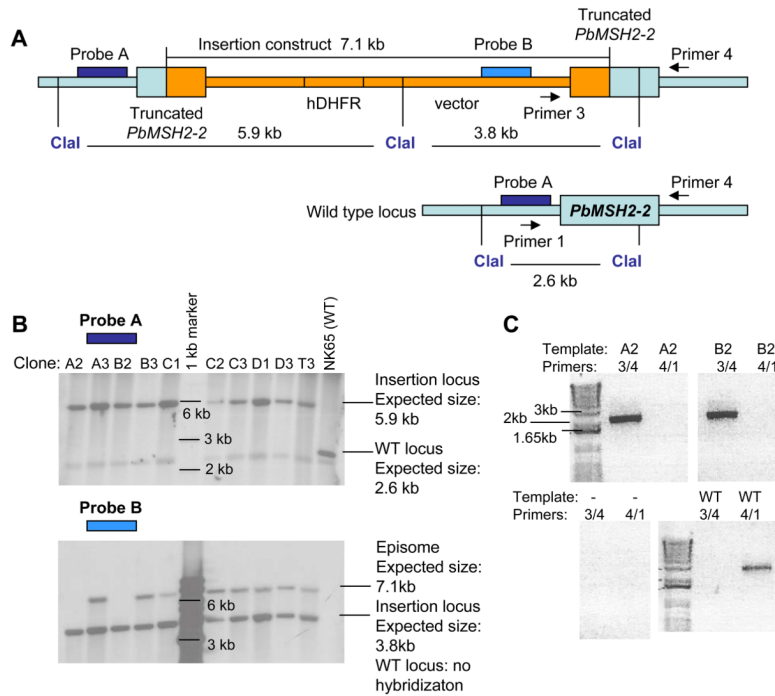 A
Insertion construct 7.1 kb
Probe A
Probe B
Truncated
PbMSH2-2
Primer 4
hDHFR
vector
Primer 3
Truncated
PbMSH2-2
5.9 kb
3.8 kb
ClaI
ClaI
ClaI
Probe A
Primer 4
Wild type locus
PbMSH2-2
Primer 1
ClaI
ClaI
2.6 kb
B
Probe A
1 kb marker
NK65 (WT)
Clone: A2 A3 B2 B3 C1 C2 C3 D1 D3 T3
6 kb
3 kb
2 kb
Insertion locus
Expected size:
5.9 kb
WT locus
Expected size:
2.6 kb
Probe B
6 kb
3 kb
Episome
Expected size:
7.1kb
Insertion locus
Expected size:
3.8kb
WT locus: no
hybridizaton
C
Template: A2 A2 B2 B2
Primers: 3/4 4/1 3/4 4/1
3kb
2kb
1.65kb
Template: - - WT WT
Primers: 3/4 4/1 3/4 4/1